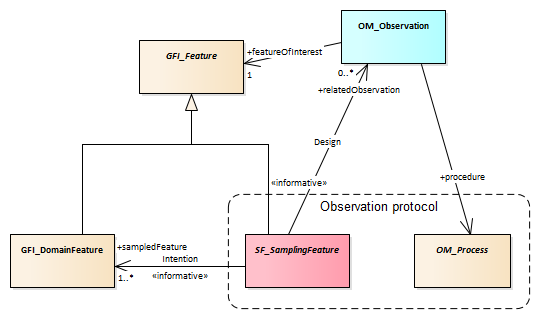 OM_Observation
GFI_Feature
+featureOfInterest
1
0..*
+relatedObservation
Design
+procedure
«informative»
Observation protocol
GFI_DomainFeature
+sampledFeature
Intention
SF_SamplingFeature
OM_Process
1..*
«informative»